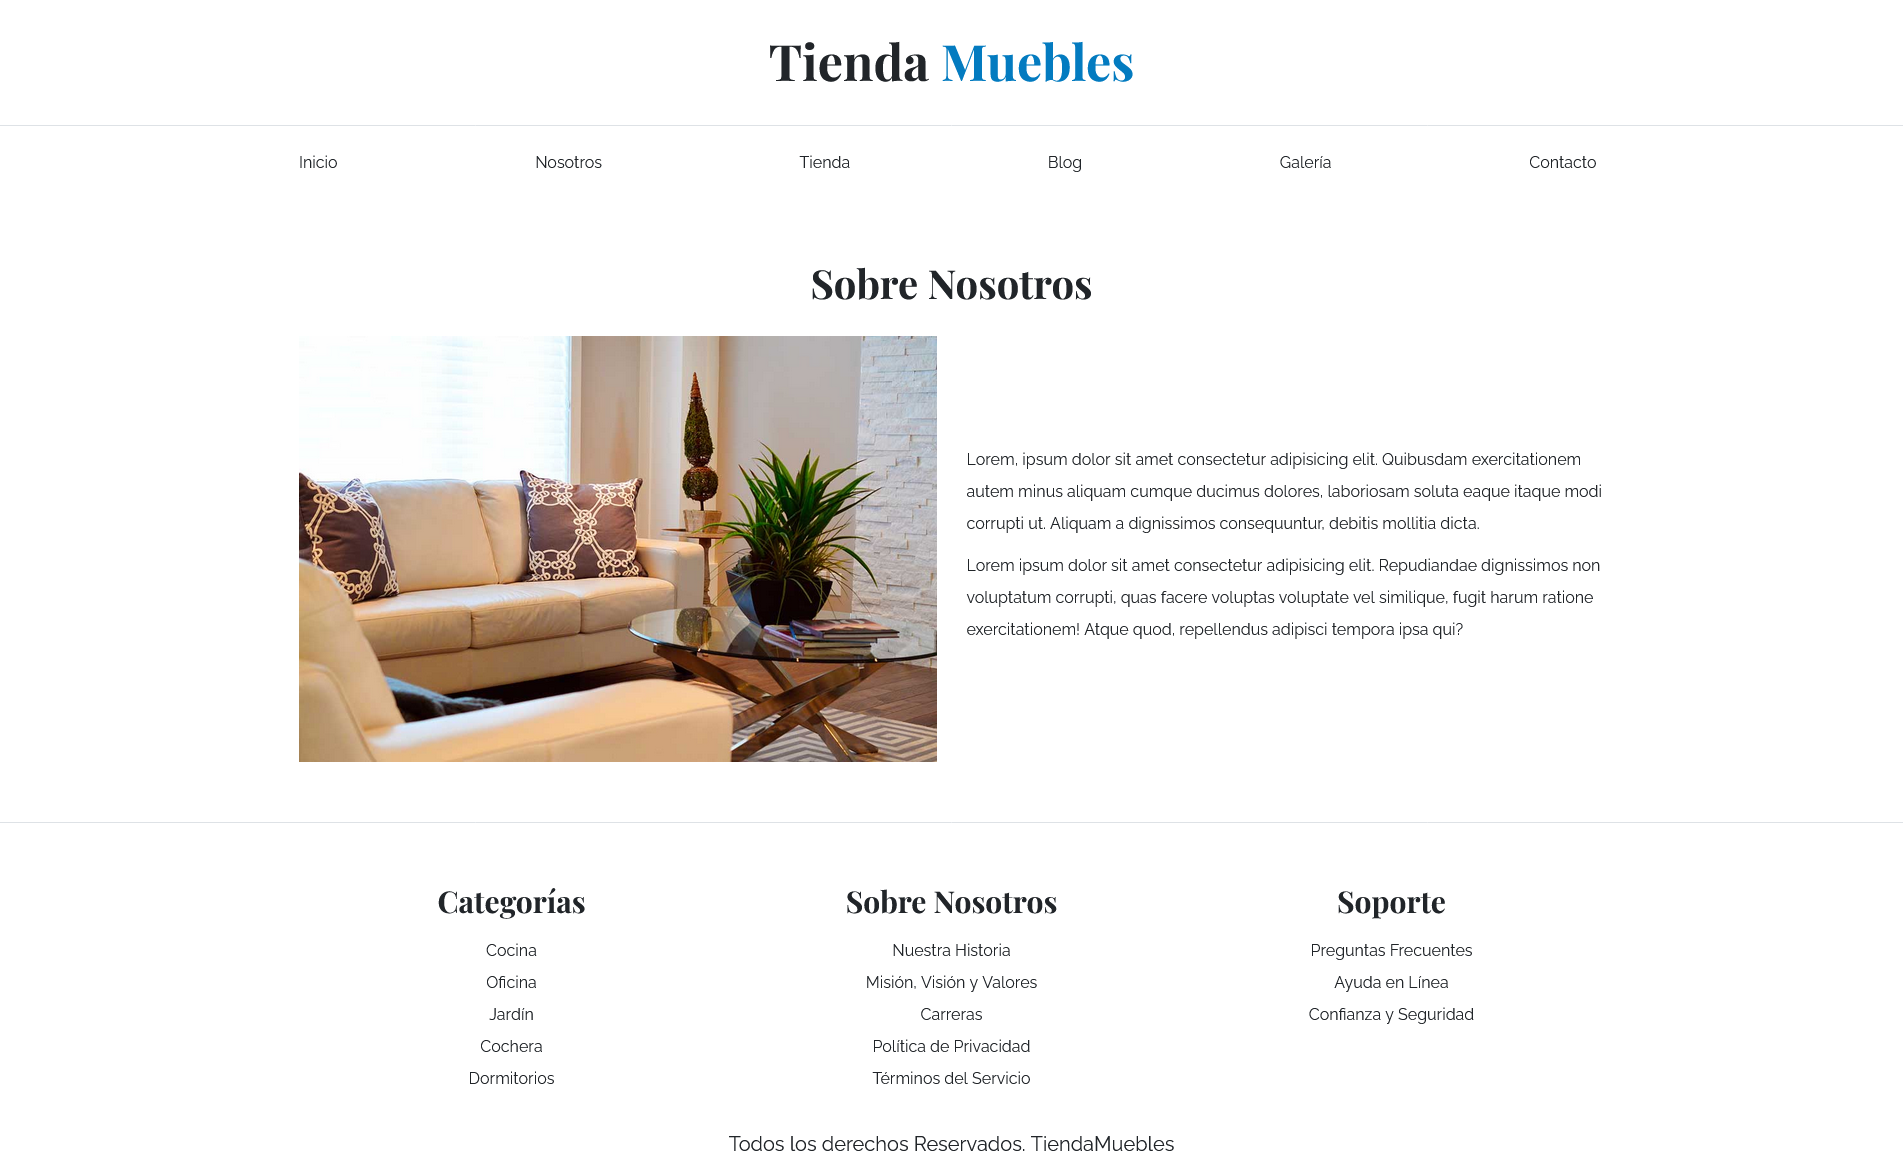 Tienda Muebles
Inicio Nosotros Tienda Blog Galería Contacto
Sobre Nosotros
Lorem, ipsum dolor sit amet consectetur adipisicing elit. Quibusdam exercitationem
autem minus aliquam cumque ducimus dolores, laboriosam soluta eaque itaque modi
corrupti ut. Aliquam a dignissimos consequuntur, debitis mollitia dicta.
Lorem ipsum dolor sit amet consectetur adipisicing elit. Repudiandae dignissimos non
voluptatum corrupti, quas facere voluptas voluptate vel similique, fugit harum ratione
exercitationem! Atque quod, repellendus adipisci tempora ipsa qui?
Categorías
Cocina
Oficina
Jardín
Cochera
Dormitorios
Sobre Nosotros
Nuestra Historia
Misión, Visión y Valores
Carreras
Política de Privacidad
Términos del Servicio
Soporte
Preguntas Frecuentes
Ayuda en Línea
Confianza y Seguridad
Todos los derechos Reservados. TiendaMuebles